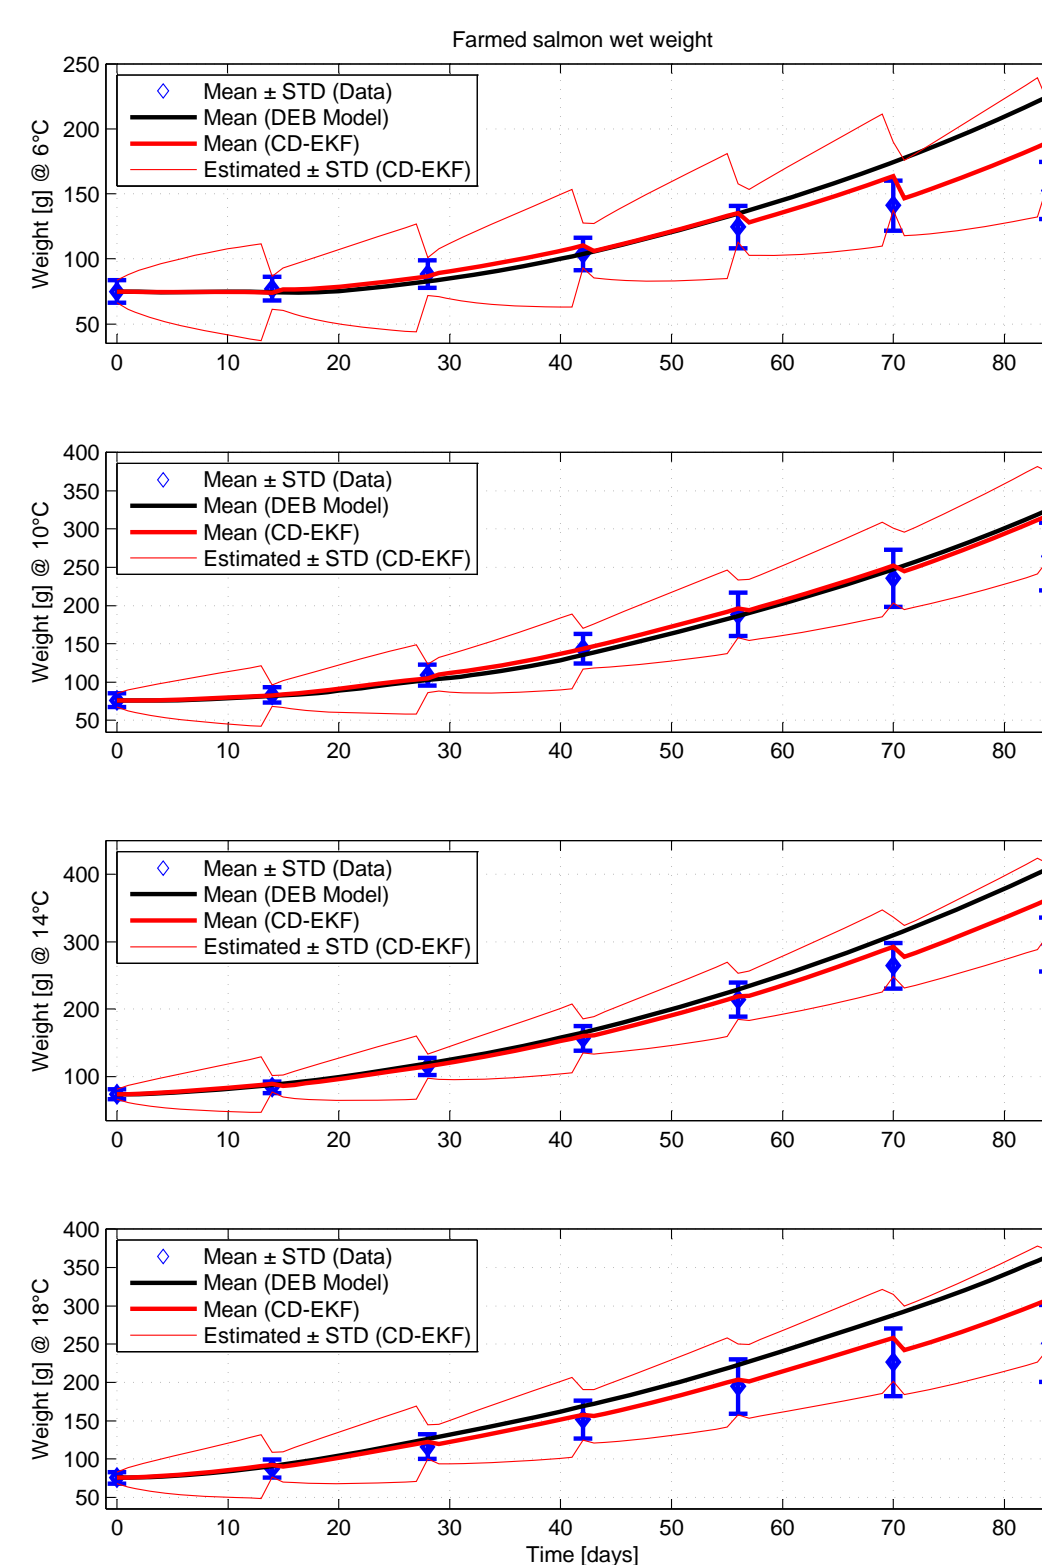 Farmed salmon wet weight
250
200
150
100
50
Weight [g] @ 6°C
Mean ± STD (Data)
Mean (DEB Model)
Mean (CD-EKF)
Estimated ± STD (CD-EKF)
0 10 20 30 40 50 60 70 80
400
350
300
250
200
150
100
50
Weight [g] @ 10°C
Mean ± STD (Data)
Mean (DEB Model)
Mean (CD-EKF)
Estimated ± STD (CD-EKF)
0 10 20 30 40 50 60 70 80
400
300
200
100
Weight [g] @ 14°C
Mean ± STD (Data)
Mean (DEB Model)
Mean (CD-EKF)
Estimated ± STD (CD-EKF)
0 10 20 30 40 50 60 70 80
400
350
300
250
200
150
100
50
Weight [g] @ 18°C
Mean ± STD (Data)
Mean (DEB Model)
Mean (CD-EKF)
Estimated ± STD (CD-EKF)
0 10 20 30 40 50 60 70 80
Time [days]